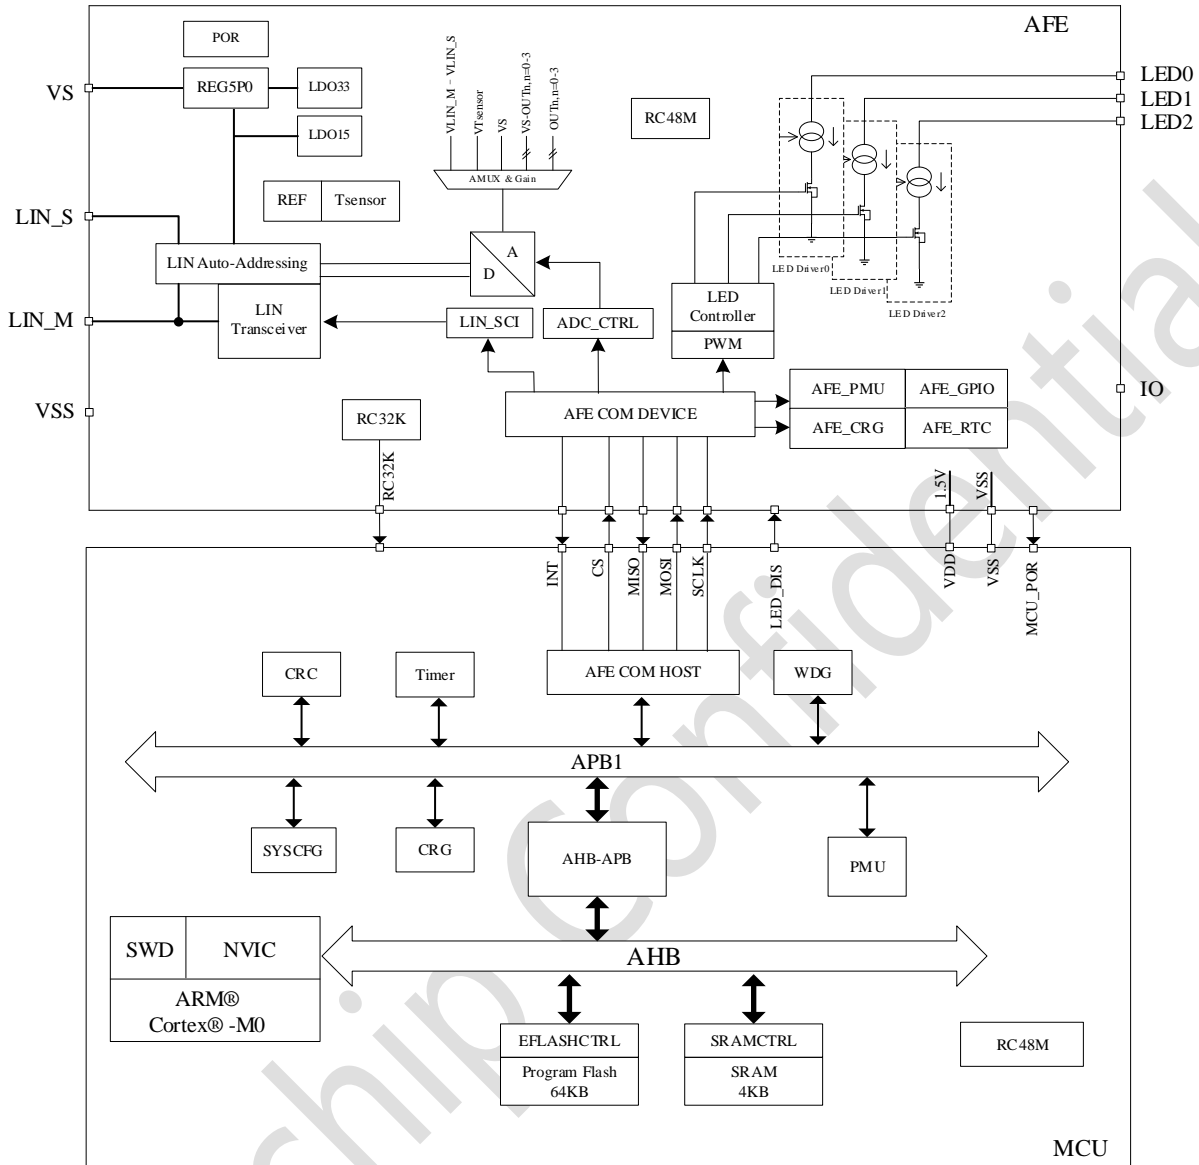 AFE
POR
VS
REG5P0
LDO33
LDO15
VLIN_M - VLIN_S
VTsensor
VS
VS-OUTn,n=0-3
OUTn,n=0-3
AMUX & Gain
RC48M
LED0
LED1
LED2
REF
Tsensor
LIN_S
LIN Auto-Addressing
A
D
LED Driver0
LED Driver1
LED Driver2
LIN_M
LIN
Transceiver
LIN_SCI
ADC_CTRL
LED
Controller
PWM
VSS
RC32K
AFE COM DEVICE
AFE_PMU
AFE_GPIO
AFE_CRG
AFE_RTC
IO
RC32K
1.5V
VSS
INT
CS
MISO
MOSI
SCLK
LED_DIS
VDD
VSS
MCU_POR
CRC
Timer
AFE COM HOST
WDG
APB1
SYSCFG
CRG
AHB-APB
PMU
SWD
NVIC
ARM®
Cortex® -M0
AHB
EFLASHCTRL
Program Flash
64KB
SRAMCTRL
SRAM
4KB
RC48M
MCU
ship Confidential